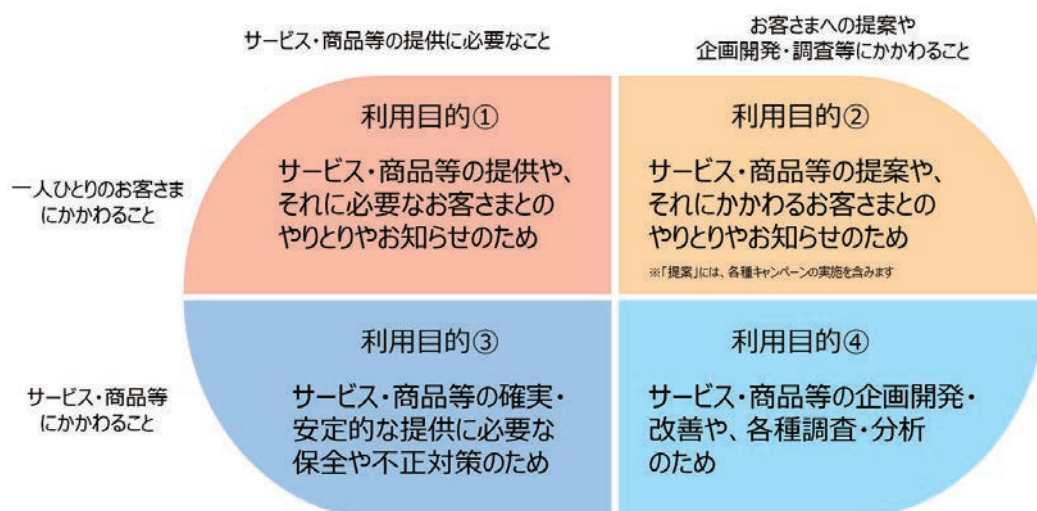 サービス・商品等の提供に必要なこと
お客さまへの提案や
企画開発・調査等にかかわること
一人ひとりのお客さま
にかかわること
利用目的①
サービス・商品等の提供や、
それに必要なお客さまとの
やりとりやお知らせのため
利用目的②
サービス・商品等の提案や、
それにかかわるお客さまとの
やりとりやお知らせのため
※「提案」には、各種キャンペーンの実施を含みます
サービス・商品等
にかかわること
利用目的③
サービス・商品等の確実・
安定的な提供に必要な
保全や不正対策のため
利用目的④
サービス・商品等の企画開発・
改善や、各種調査・分析
のため